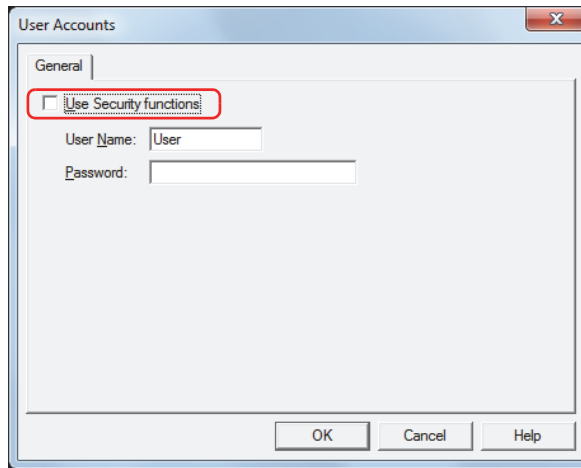 User Accounts
General
Use Security functions
User Name: User
Password:
OK Cancel Help